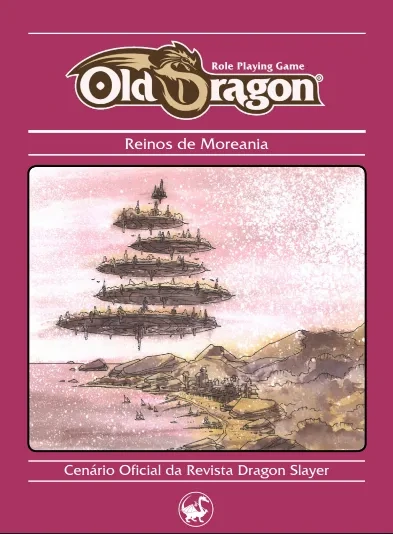 Role Playing Game
Old Dragon®
Reinos de Moreania
Cenário Oficial da Revista Dragon Slayer